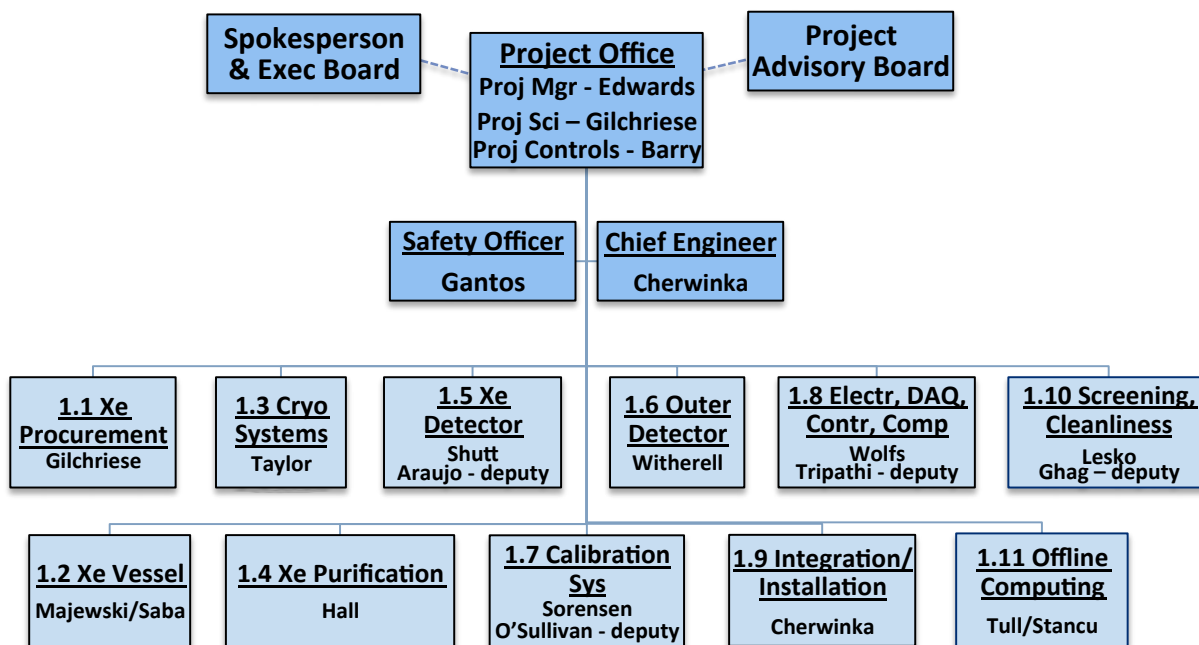 Spokesperson
& Exec Board
Project Office
Proj Mgr - Edwards
Proj Sci – Gilchriese
Proj Controls - Barry
Project
Advisory Board
Safety Officer
Gantos
Chief Engineer
Cherwinka
1.1 Xe
Procurement
Gilchriese
1.3 Cryo
Systems
Taylor
1.5 Xe
Detector
Shutt
Araujo - deputy
1.6 Outer
Detector
Witherell
1.8 Electr, DAQ,
Contr, Comp
Wolfs
Tripathi - deputy
1.10 Screening,
Cleanliness
Lesko
Ghag – deputy
1.2 Xe Vessel
Majewski/Saba
1.4 Xe Purification
Hall
1.7 Calibration
Sys
Sorensen
O’Sullivan - deputy
1.9 Integration/
Installation
Cherwinka
1.11 Offline
Computing
Tull/Stancu